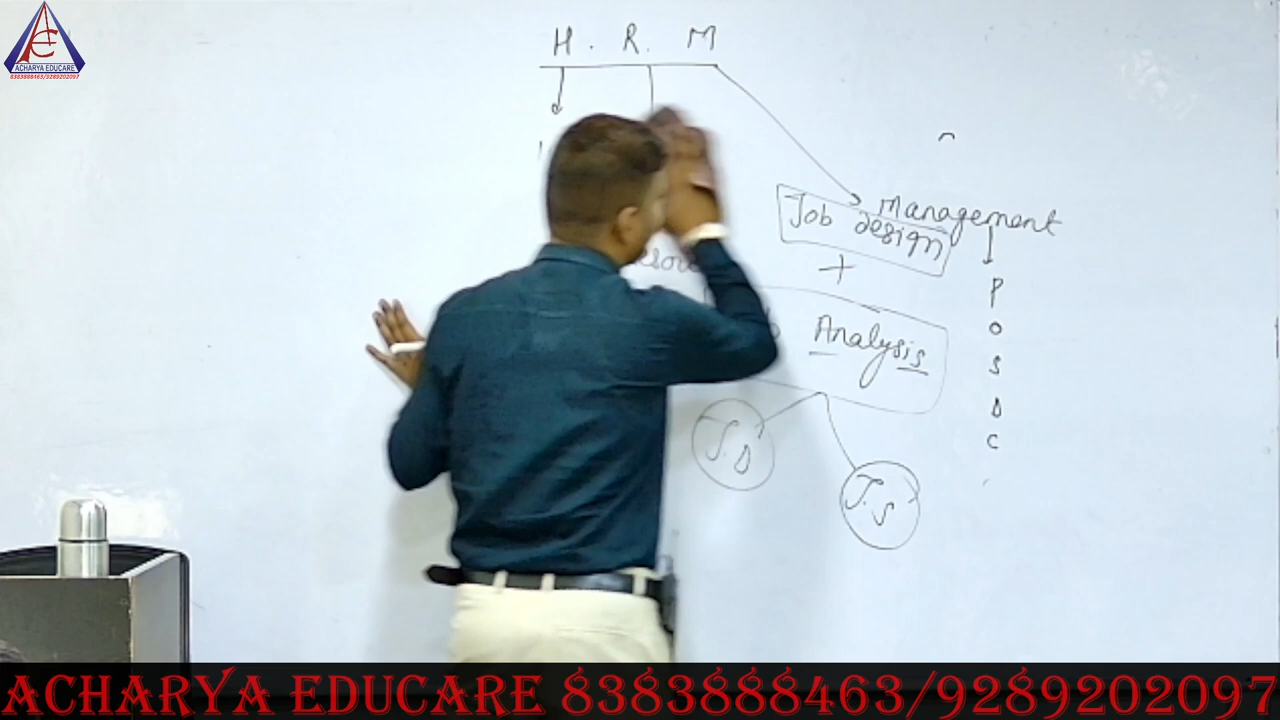 ACHARYA EDUCARE
8383888463/9289202097
H. R. M
Management
Job design
+
Analysis
J.D
J.S
P
O
S
D
C
ACHARYA EDUCARE 8383888463/9289202097